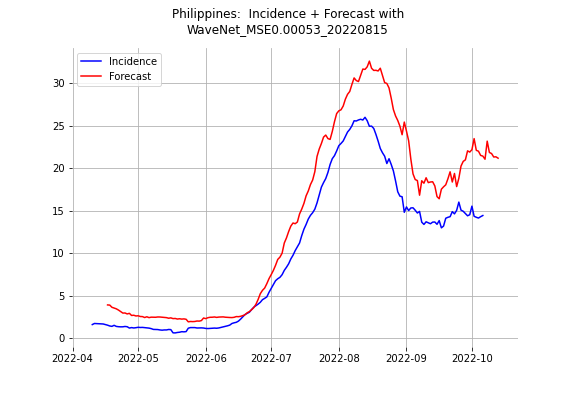 Philippines:  Incidence + Forecast with
WaveNet_MSE0.00053_20220815
Incidence
Forecast
30
25
20
15
10
5
0
2022-04 2022-05 2022-06 2022-07 2022-08 2022-09 2022-10